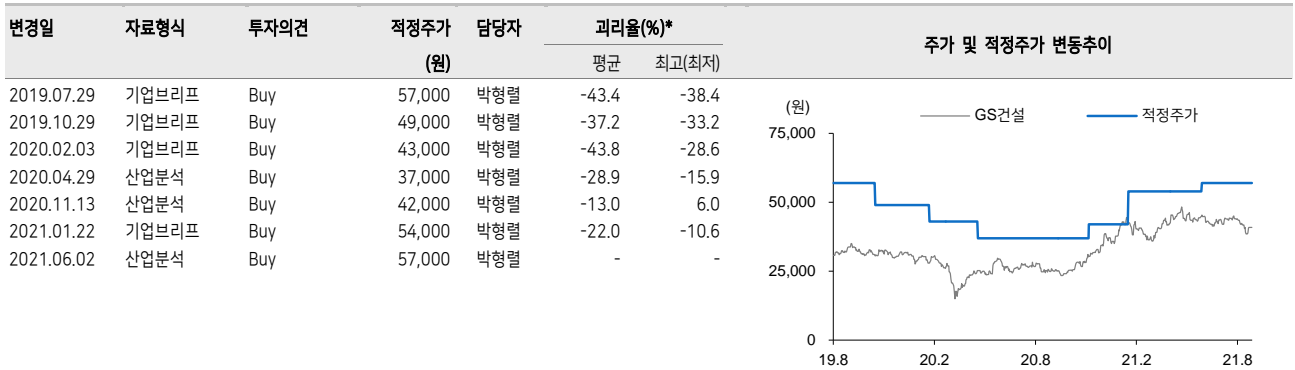 변경일 자료형식 투자의견 적정주가 담당자 괴리율(%)* 주가 및 적정주가 변동추이
(원) 평균 최고(최저)
2019.07.29 기업브리프 Buy 57,000 박형렬 -43.4 -38.4
2019.10.29 기업브리프 Buy 49,000 박형렬 -37.2 -33.2
2020.02.03 기업브리프 Buy 43,000 박형렬 -43.8 -28.6
2020.04.29 산업분석 Buy 37,000 박형렬 -28.9 -15.9
2020.11.13 산업분석 Buy 42,000 박형렬 -13.0 6.0
2021.01.22 기업브리프 Buy 54,000 박형렬 -22.0 -10.6
2021.06.02 산업분석 Buy 57,000 박형렬 - -
(원) GS건설 적정주가
75,000
50,000
25,000
0
19.8 20.2 20.8 21.2 21.8